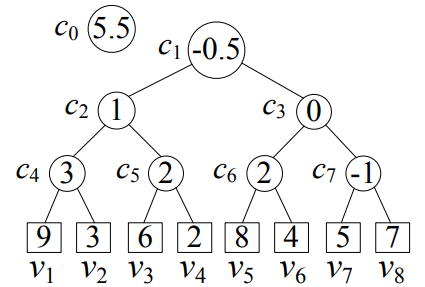 c₀ 5.5
c₁ -0.5
c₂ 1 c₃ 0
c₄ 3 c₅ 2 c₆ 2 c₇ -1
9 3 6 2 8 4 5 7
v₁ v₂ v₃ v₄ v₅ v₆ v₇ v₈